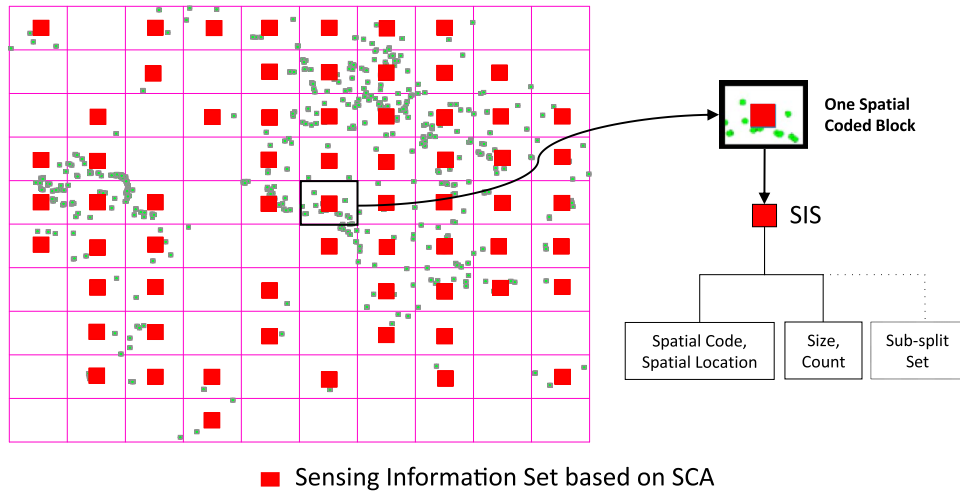 One Spatial
Coded Block
SIS
Spatial Code,
Spatial Location
Size,
Count
Sub-split
Set
Sensing Information Set based on SCA